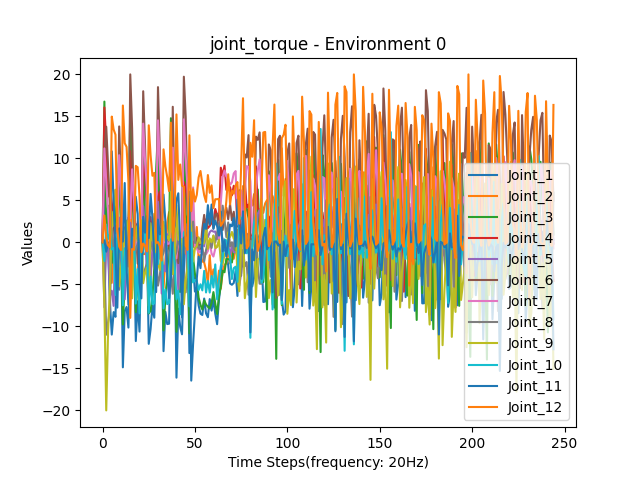 joint_torque - Environment 0
Values
20
15
10
5
0
−5
−10
−15
−20
0
50
100
150
200
250
Time Steps(frequency: 20Hz)
Joint_1
Joint_2
Joint_3
Joint_4
Joint_5
Joint_6
Joint_7
Joint_8
Joint_9
Joint_10
Joint_11
Joint_12